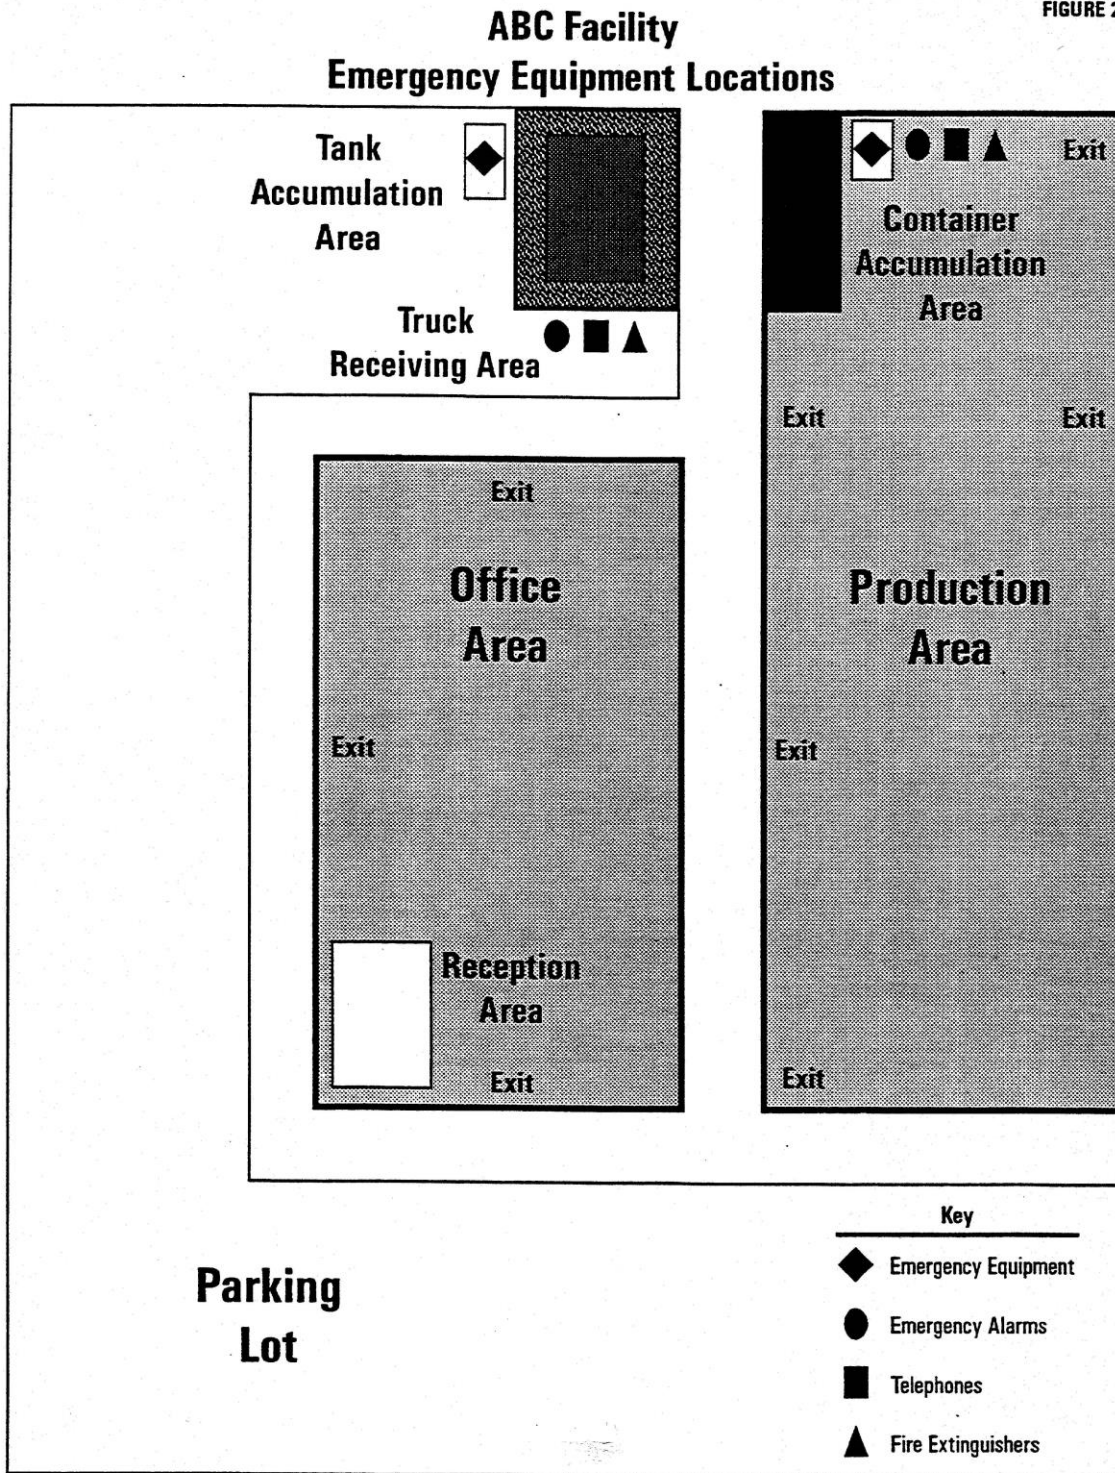 FIGURE 2
ABC Facility
Emergency Equipment Locations
Tank
Accumulation
Area
Truck
Receiving Area
Exit
Container
Accumulation
Area
Exit
Exit
Exit
Office
Area
Production
Area
Exit
Exit
Reception
Area
Exit
Exit
Parking
Lot
Key
Emergency Equipment
Emergency Alarms
Telephones
Fire Extinguishers